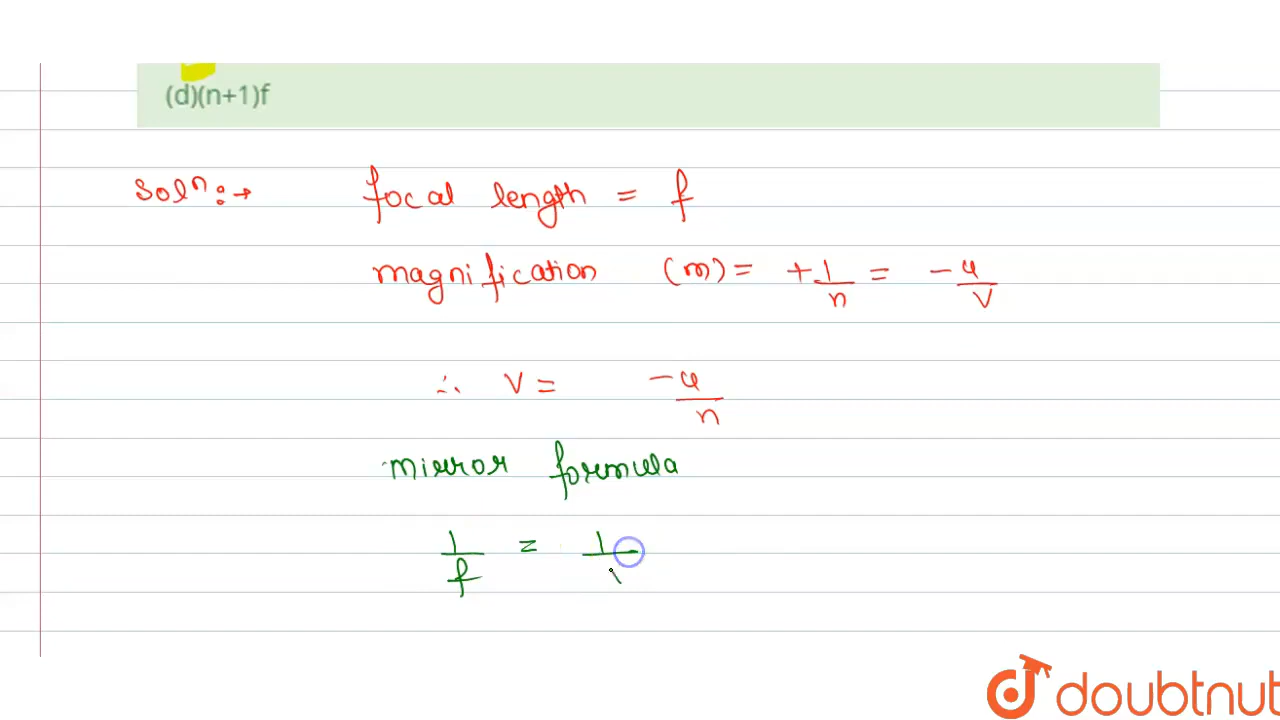 (d)(n+1)f
Solⁿ:→ focal length = f
magnification (m) = +1/n = -u/v
∴ v = -u/n
mirror formula
1/f = 1/
doubtnut